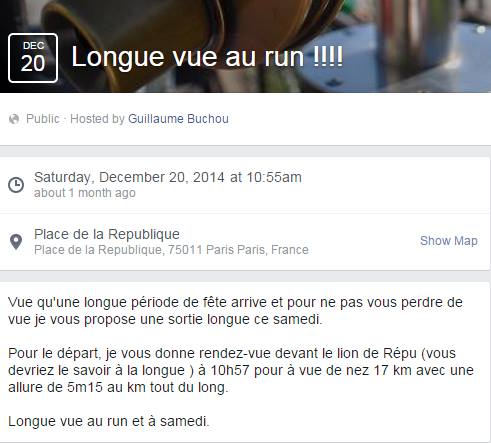 DEC
20
Longue vue au run !!!!
Public · Hosted by Guillaume Buchou
Saturday, December 20, 2014 at 10:55am
about 1 month ago
Place de la Republique
Place de la Republique, 75011 Paris Paris, France
Show Map
Vue qu'une longue période de fête arrive et pour ne pas vous perdre de
vue je vous propose une sortie longue ce samedi.
Pour le départ, je vous donne rendez-vue devant le lion de Répu (vous
devriez le savoir à la longue ) à 10h57 pour à vue de nez 17 km avec une
allure de 5m15 au km tout du long.
Longue vue au run et à samedi.